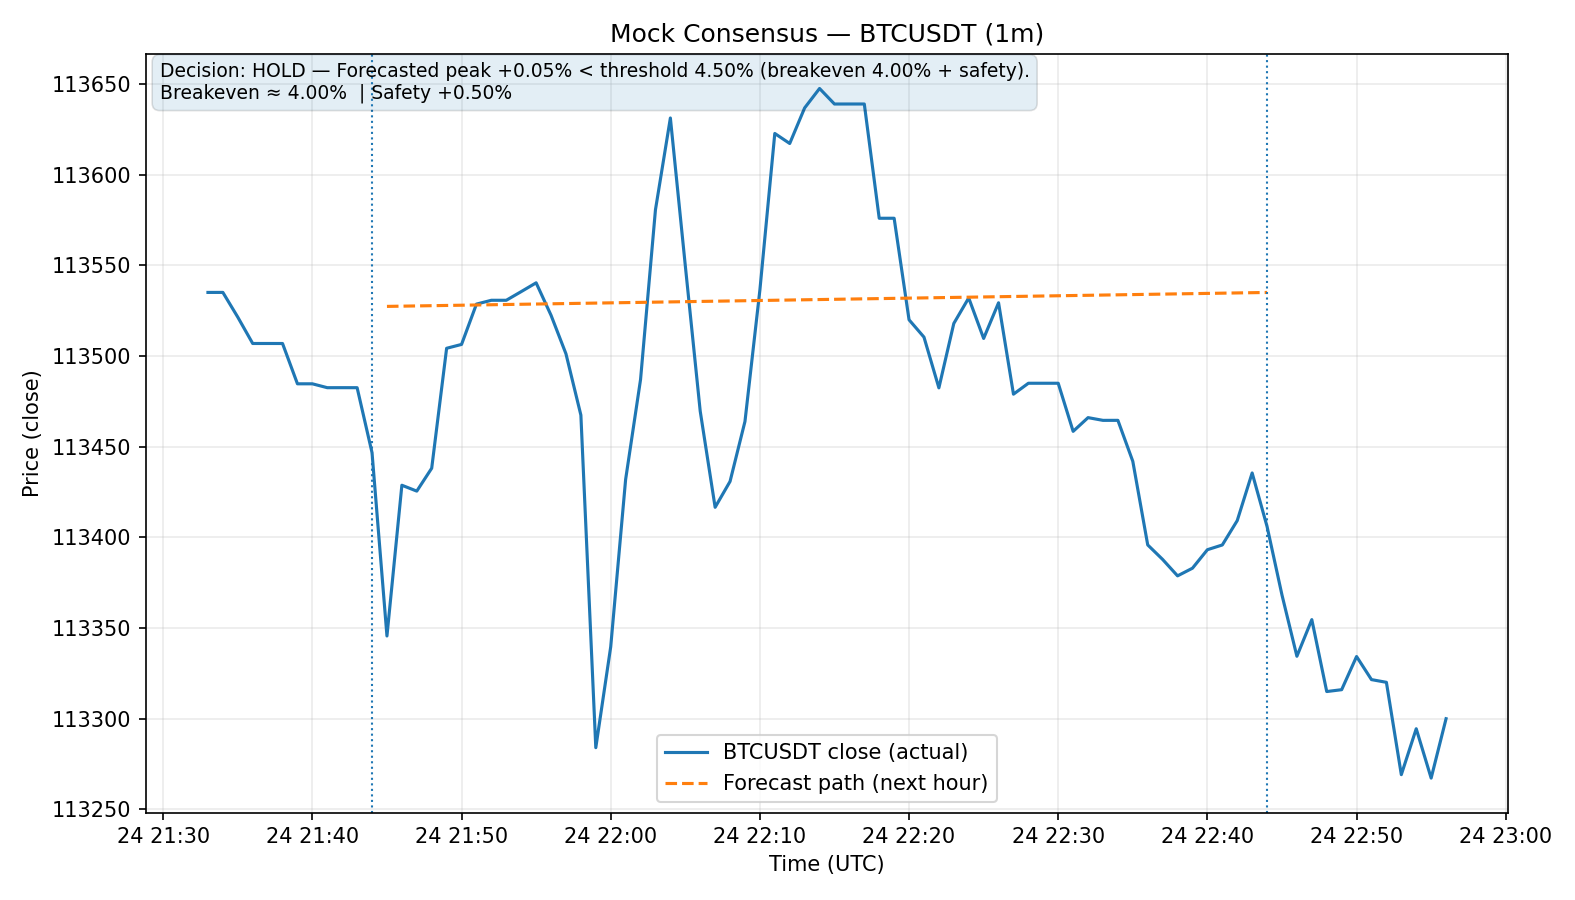 Mock Consensus — BTCUSDT (1m)
Decision: HOLD — Forecasted peak +0.05% < threshold 4.50% (breakeven 4.00% + safety).
Breakeven ≈ 4.00%  | Safety +0.50%
Price (close)
113650
113600
113550
113500
113450
113400
113350
113300
113250
BTCUSDT close (actual)
Forecast path (next hour)
24 21:30
24 21:40
24 21:50
24 22:00
24 22:10
24 22:20
24 22:30
24 22:40
24 22:50
24 23:00
Time (UTC)